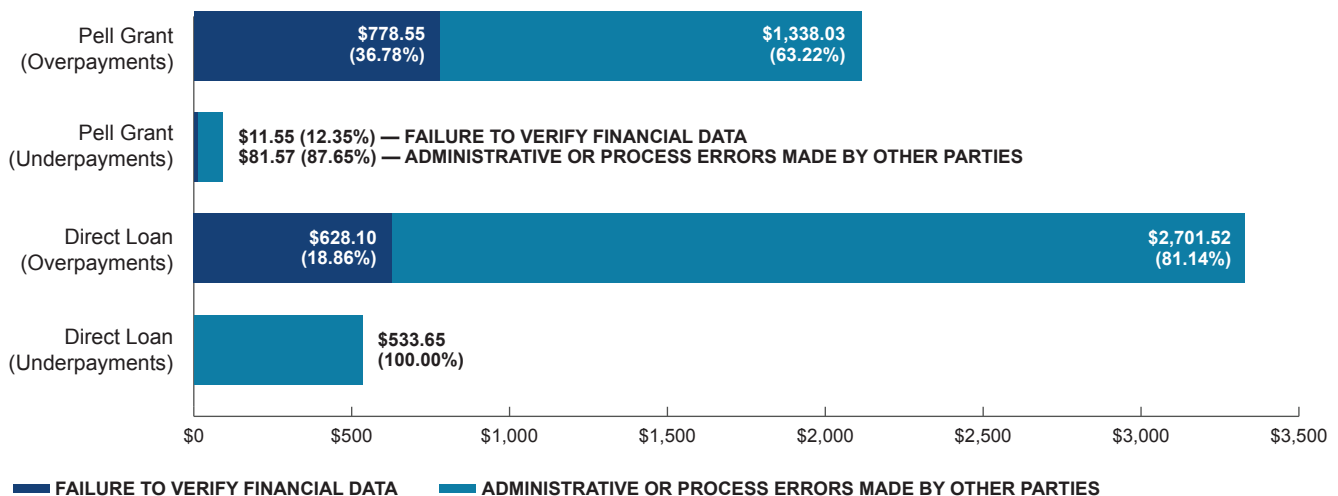 Pell Grant
(Overpayments)
$778.55
(36.78%)
$1,338.03
(63.22%)
Pell Grant
(Underpayments)
$11.55 (12.35%) — FAILURE TO VERIFY FINANCIAL DATA
$81.57 (87.65%) — ADMINISTRATIVE OR PROCESS ERRORS MADE BY OTHER PARTIES
Direct Loan
(Overpayments)
$628.10
(18.86%)
$2,701.52
(81.14%)
Direct Loan
(Underpayments)
$533.65
(100.00%)
$0 $500 $1,000 $1,500 $2,000 $2,500 $3,000 $3,500
FAILURE TO VERIFY FINANCIAL DATA ADMINISTRATIVE OR PROCESS ERRORS MADE BY OTHER PARTIES